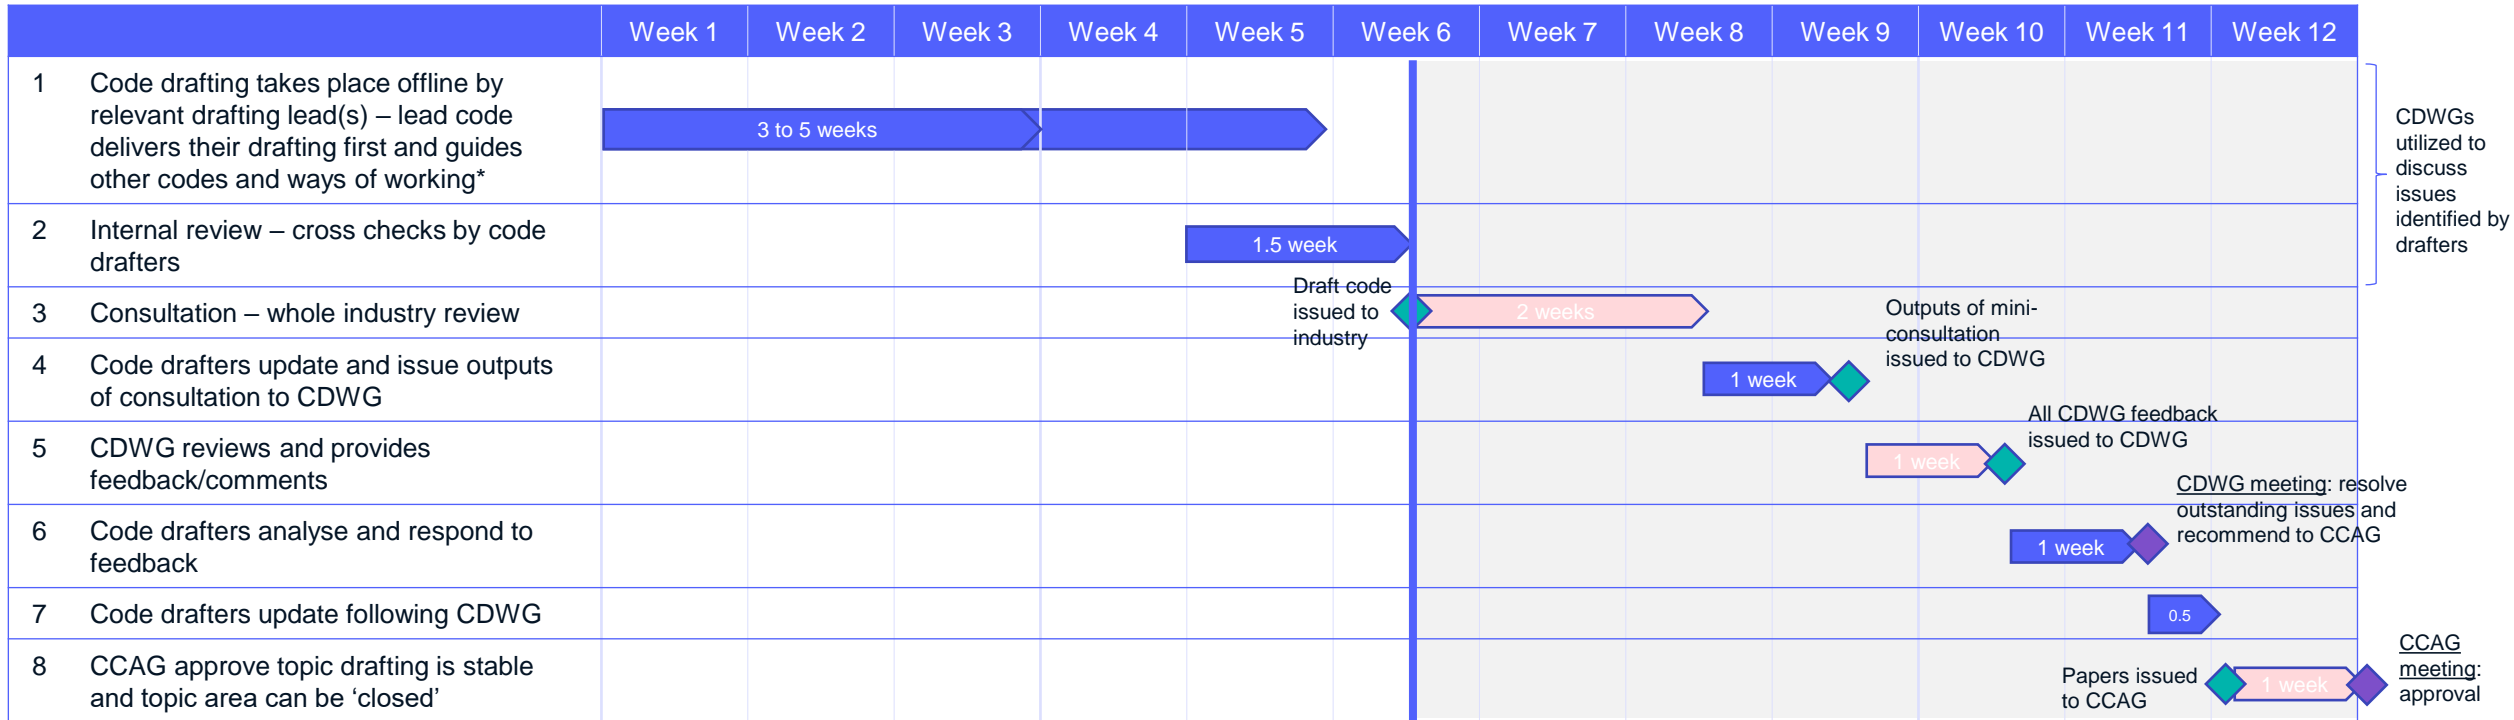 Week 1 Week 2 Week 3 Week 4 Week 5 Week 6 Week 7 Week 8 Week 9 Week 10 Week 11 Week 12
1 Code drafting takes place offline by
relevant drafting lead(s) – lead code
delivers their drafting first and guides
other codes and ways of working*
3 to 5 weeks
CDWGs
utilized to
discuss
issues
identified by
drafters
2 Internal review – cross checks by code
drafters
1.5 week
3 Consultation – whole industry review
Draft code
issued to
industry
2 weeks
Outputs of mini-
consultation
issued to CDWG
4 Code drafters update and issue outputs
of consultation to CDWG
1 week
5 CDWG reviews and provides
feedback/comments
1 week
All CDWG feedback
issued to CDWG
6 Code drafters analyse and respond to
feedback
1 week
CDWG meeting: resolve
outstanding issues and
recommend to CCAG
7 Code drafters update following CDWG
0.5
8 CCAG approve topic drafting is stable
and topic area can be ‘closed’
Papers issued
to CCAG
1 week
CCAG
meeting:
approval